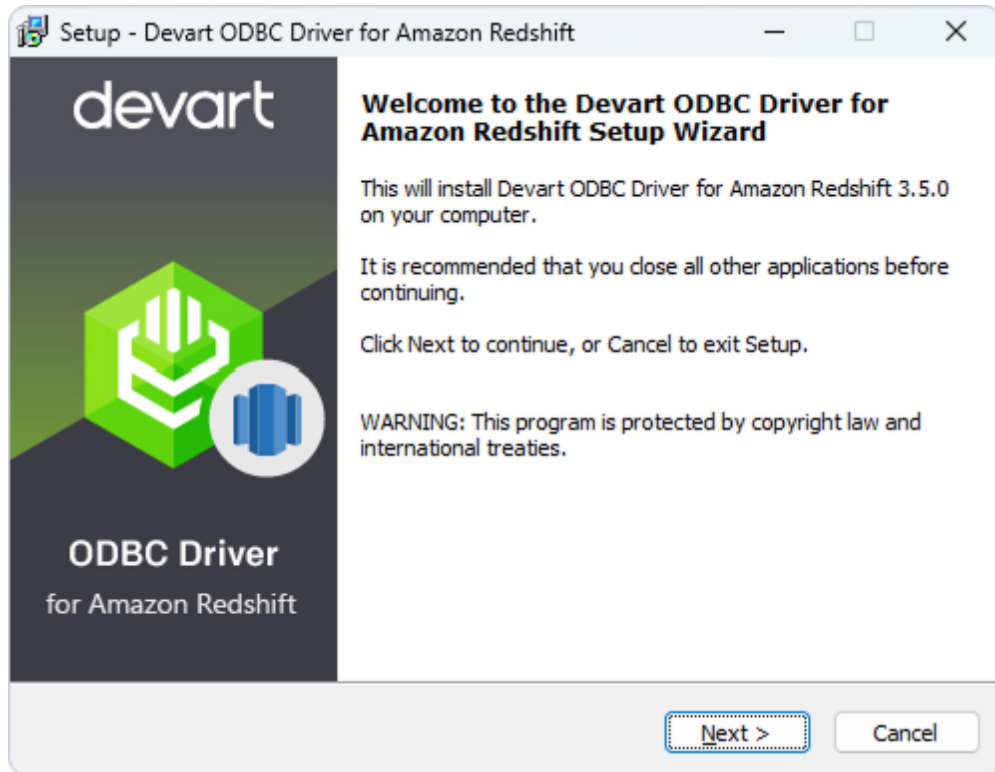 Setup - Devart ODBC Driver for Amazon Redshift
devart
Welcome to the Devart ODBC Driver for
Amazon Redshift Setup Wizard
This will install Devart ODBC Driver for Amazon Redshift 3.5.0
on your computer.
It is recommended that you close all other applications before
continuing.
Click Next to continue, or Cancel to exit Setup.
WARNING: This program is protected by copyright law and
international treaties.
ODBC Driver
for Amazon Redshift
Next >
Cancel